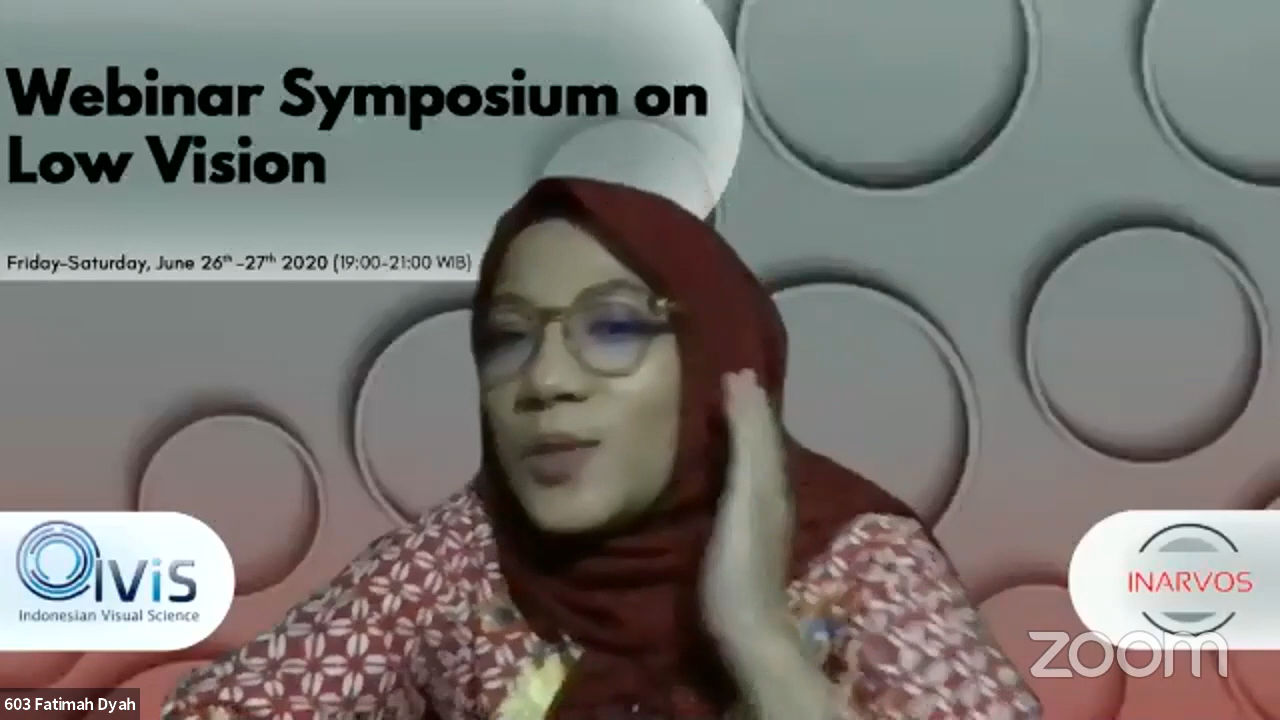 Webinar Symposium on
Low Vision
Friday-Saturday, June 26th -27th 2020 (19:00-21:00 WIB)
IViS
Indonesian Visual Science
INARVOS
zoom
603 Fatimah Dyah